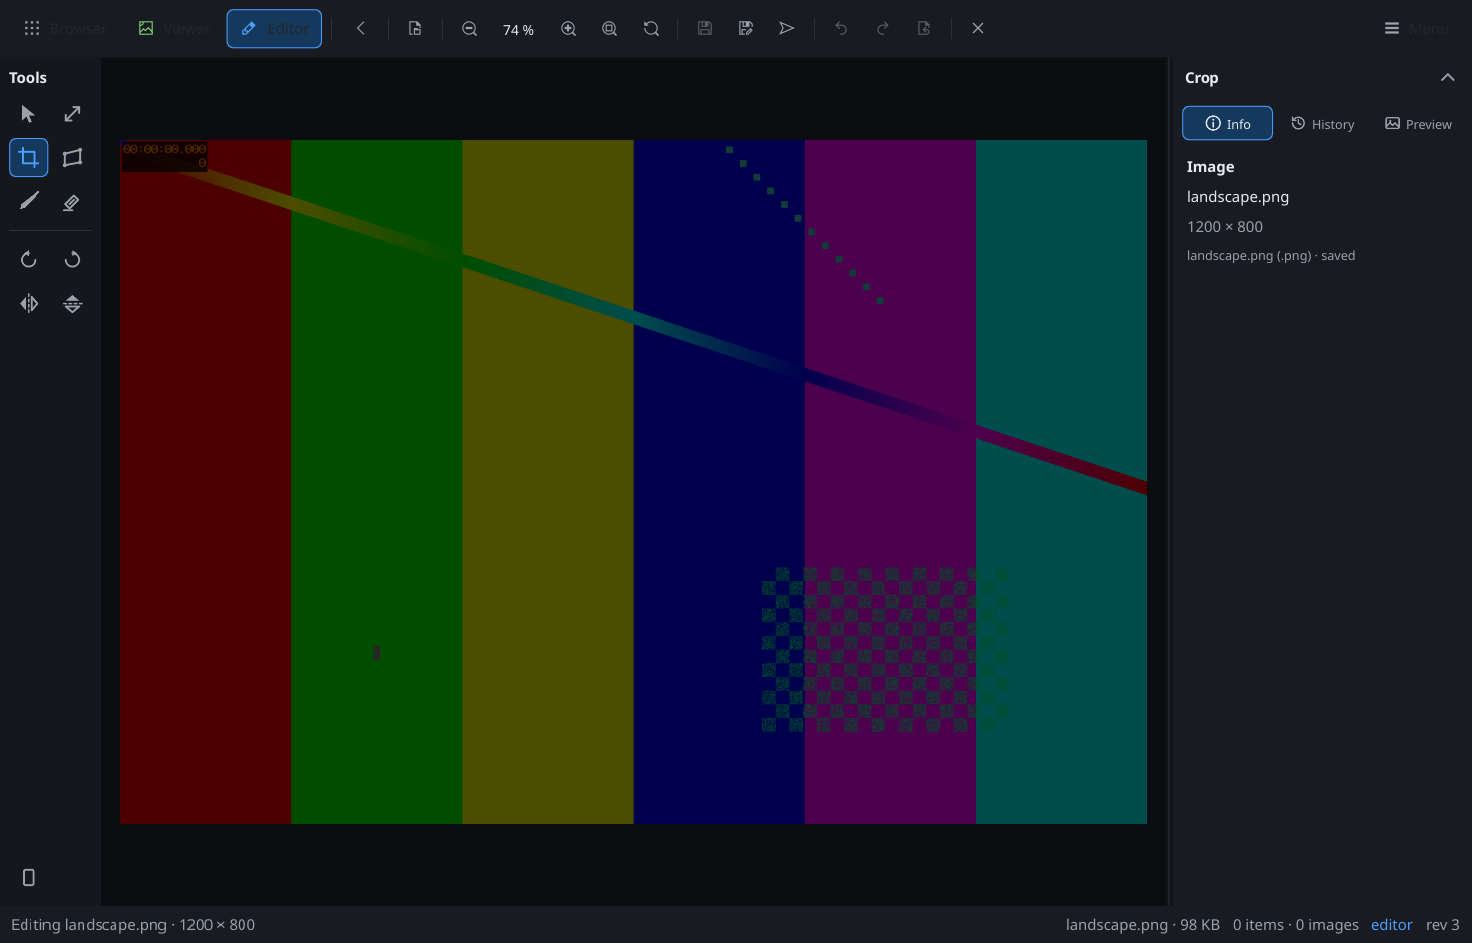 Browser Viewer Editor 74 % Menu
Tools
Crop
Info History Preview
Image
landscape.png
1200 × 800
landscape.png (.png) · saved
00:00:00.000
0
Editing landscape.png · 1200 × 800
landscape.png · 98 KB 0 items · 0 images editor rev 3